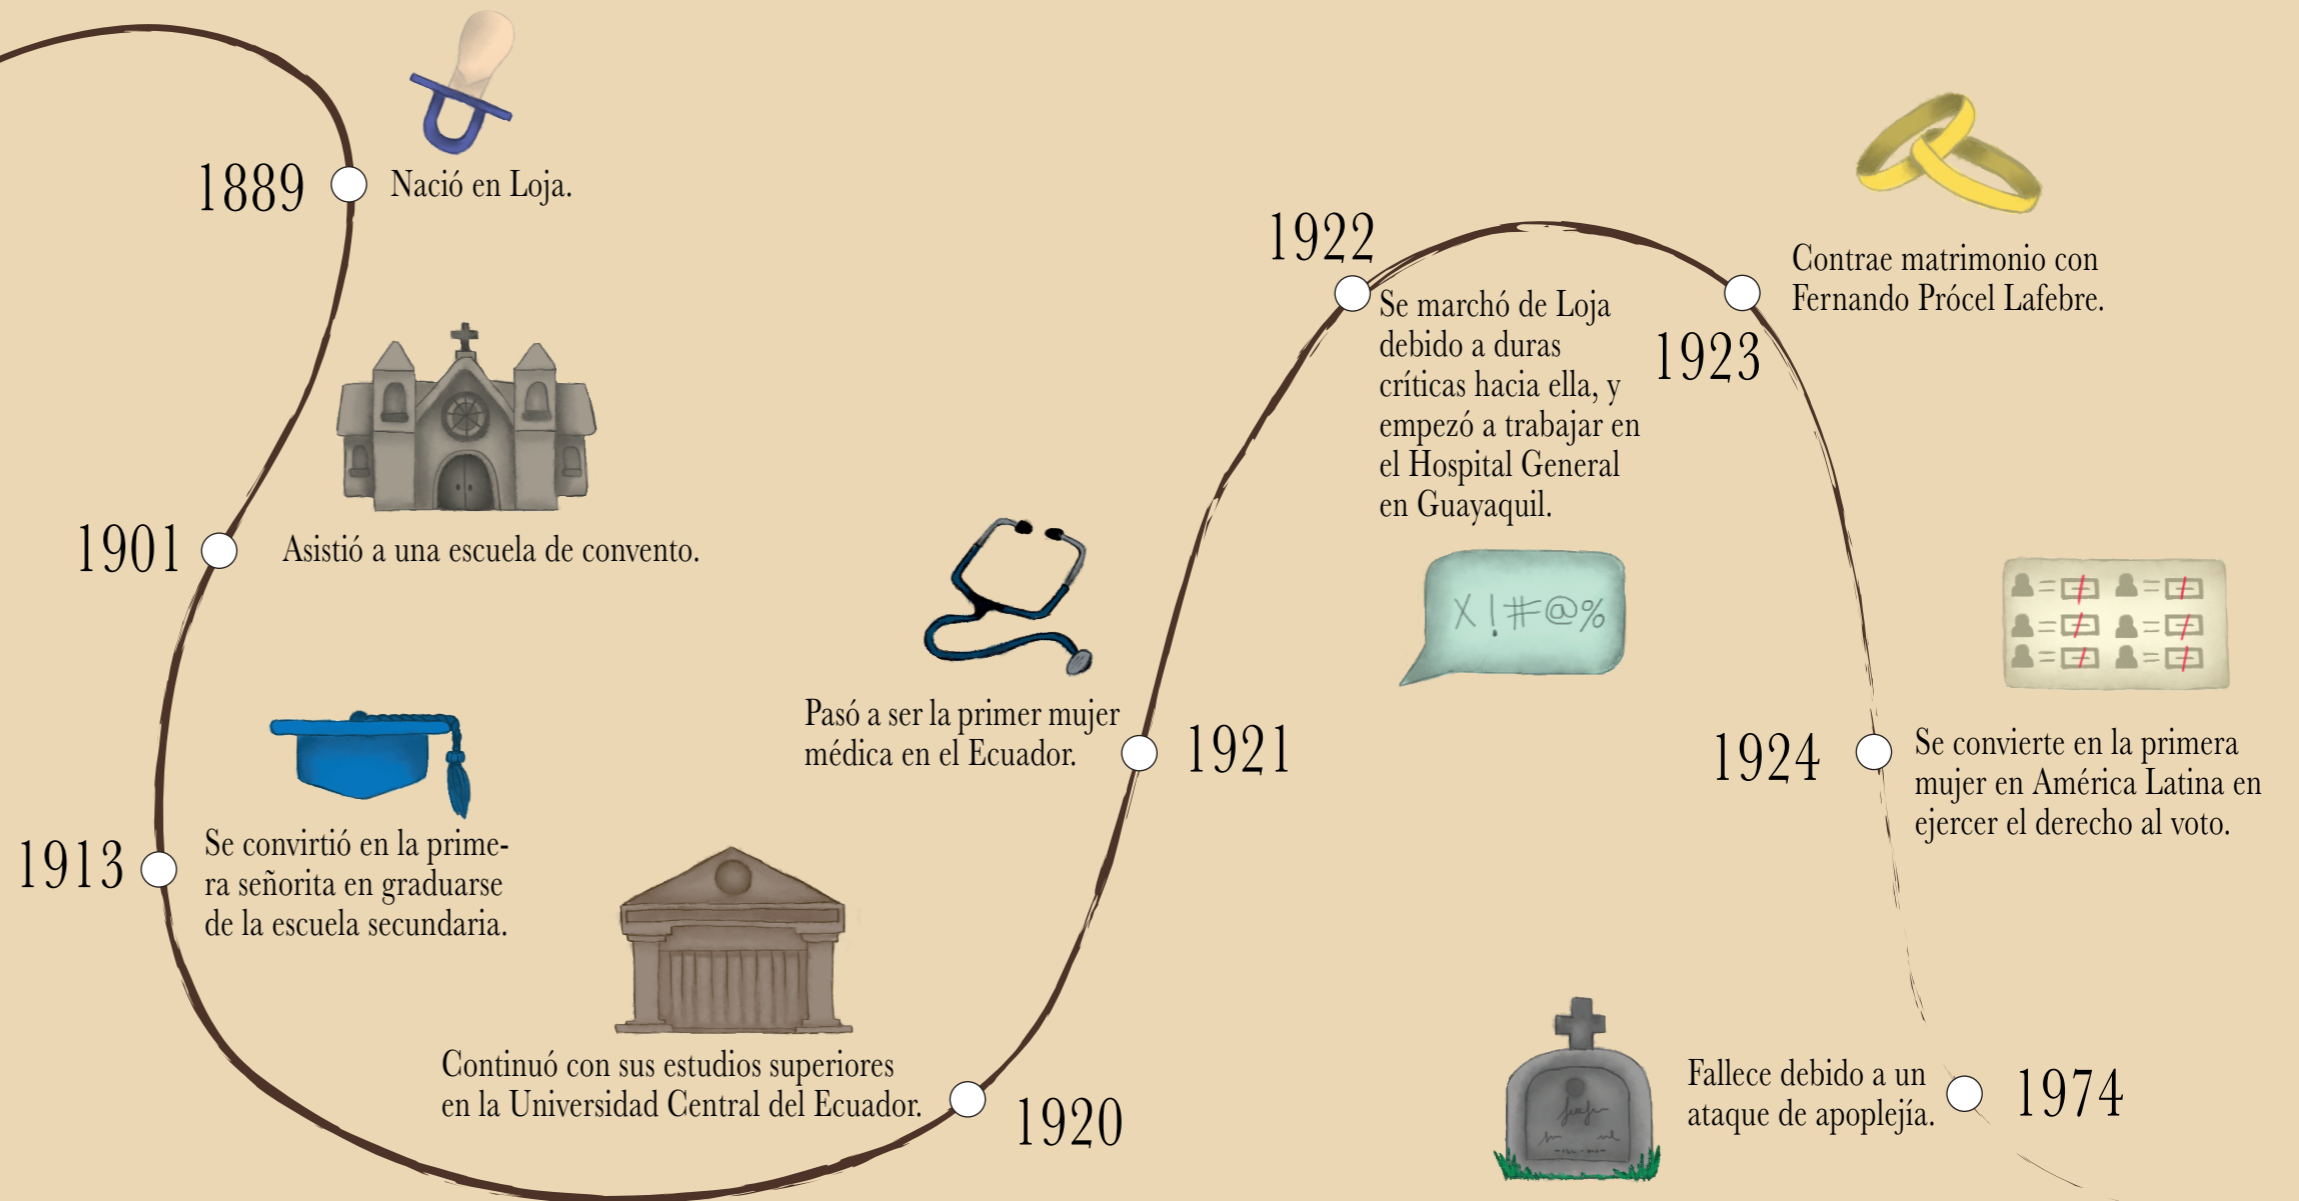 1889
Nació en Loja.
1901
Asistió a una escuela de convento.
1913
Se convirtió en la prime-
ra señorita en graduarse
de la escuela secundaria.
Continuó con sus estudios superiores
en la Universidad Central del Ecuador.
1920
Pasó a ser la primer mujer
médica en el Ecuador.
1921
1922
Se marchó de Loja
debido a duras
críticas hacia ella, y
empezó a trabajar en
el Hospital General
en Guayaquil.
X!#@%
1923
Contrae matrimonio con
Fernando Prócel Lafebre.
1924
Se convierte en la primera
mujer en América Latina en
ejercer el derecho al voto.
Fallece debido a un
ataque de apoplejía.
1974